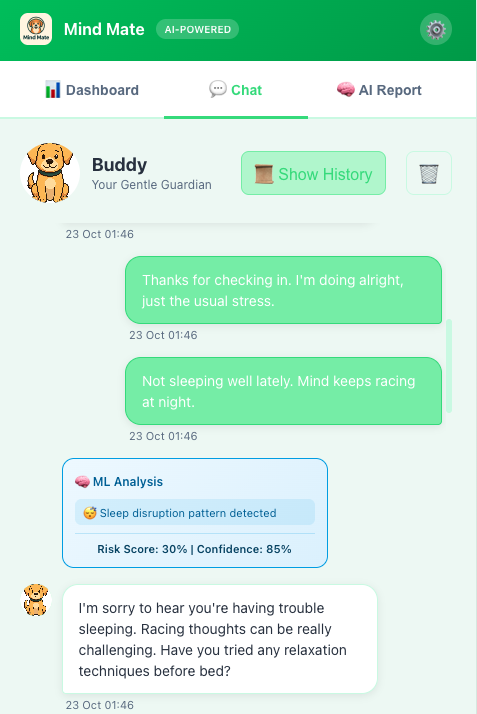 Mind Mate
Mind Mate
AI-POWERED
Dashboard
Chat
AI Report
Buddy
Your Gentle Guardian
Show History
23 Oct 01:46
Thanks for checking in. I'm doing alright,
just the usual stress.
23 Oct 01:46
Not sleeping well lately. Mind keeps racing
at night.
23 Oct 01:46
ML Analysis
Sleep disruption pattern detected
Risk Score: 30% | Confidence: 85%
I'm sorry to hear you're having trouble
sleeping. Racing thoughts can be really
challenging. Have you tried any relaxation
techniques before bed?
23 Oct 01:46